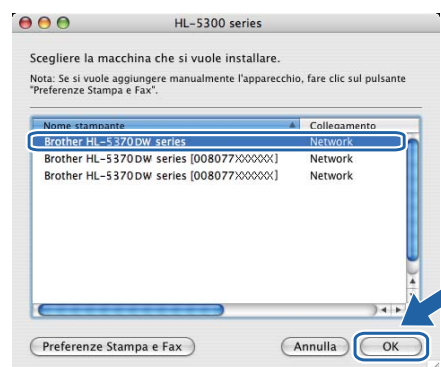 HL-5300 series
Scegliere la macchina che si vuole installare.
Nota: Se si vuole aggiungere manualmente l'apparecchio, fare clic sul pulsante
"Preferenze Stampa e Fax".
Nome stampante Collegamento
Brother HL-5370DW series Network
Brother HL-5370DW series [008077XXXXXX] Network
Brother HL-5370DW series [008077XXXXXX] Network
Preferenze Stampa e Fax Annulla OK